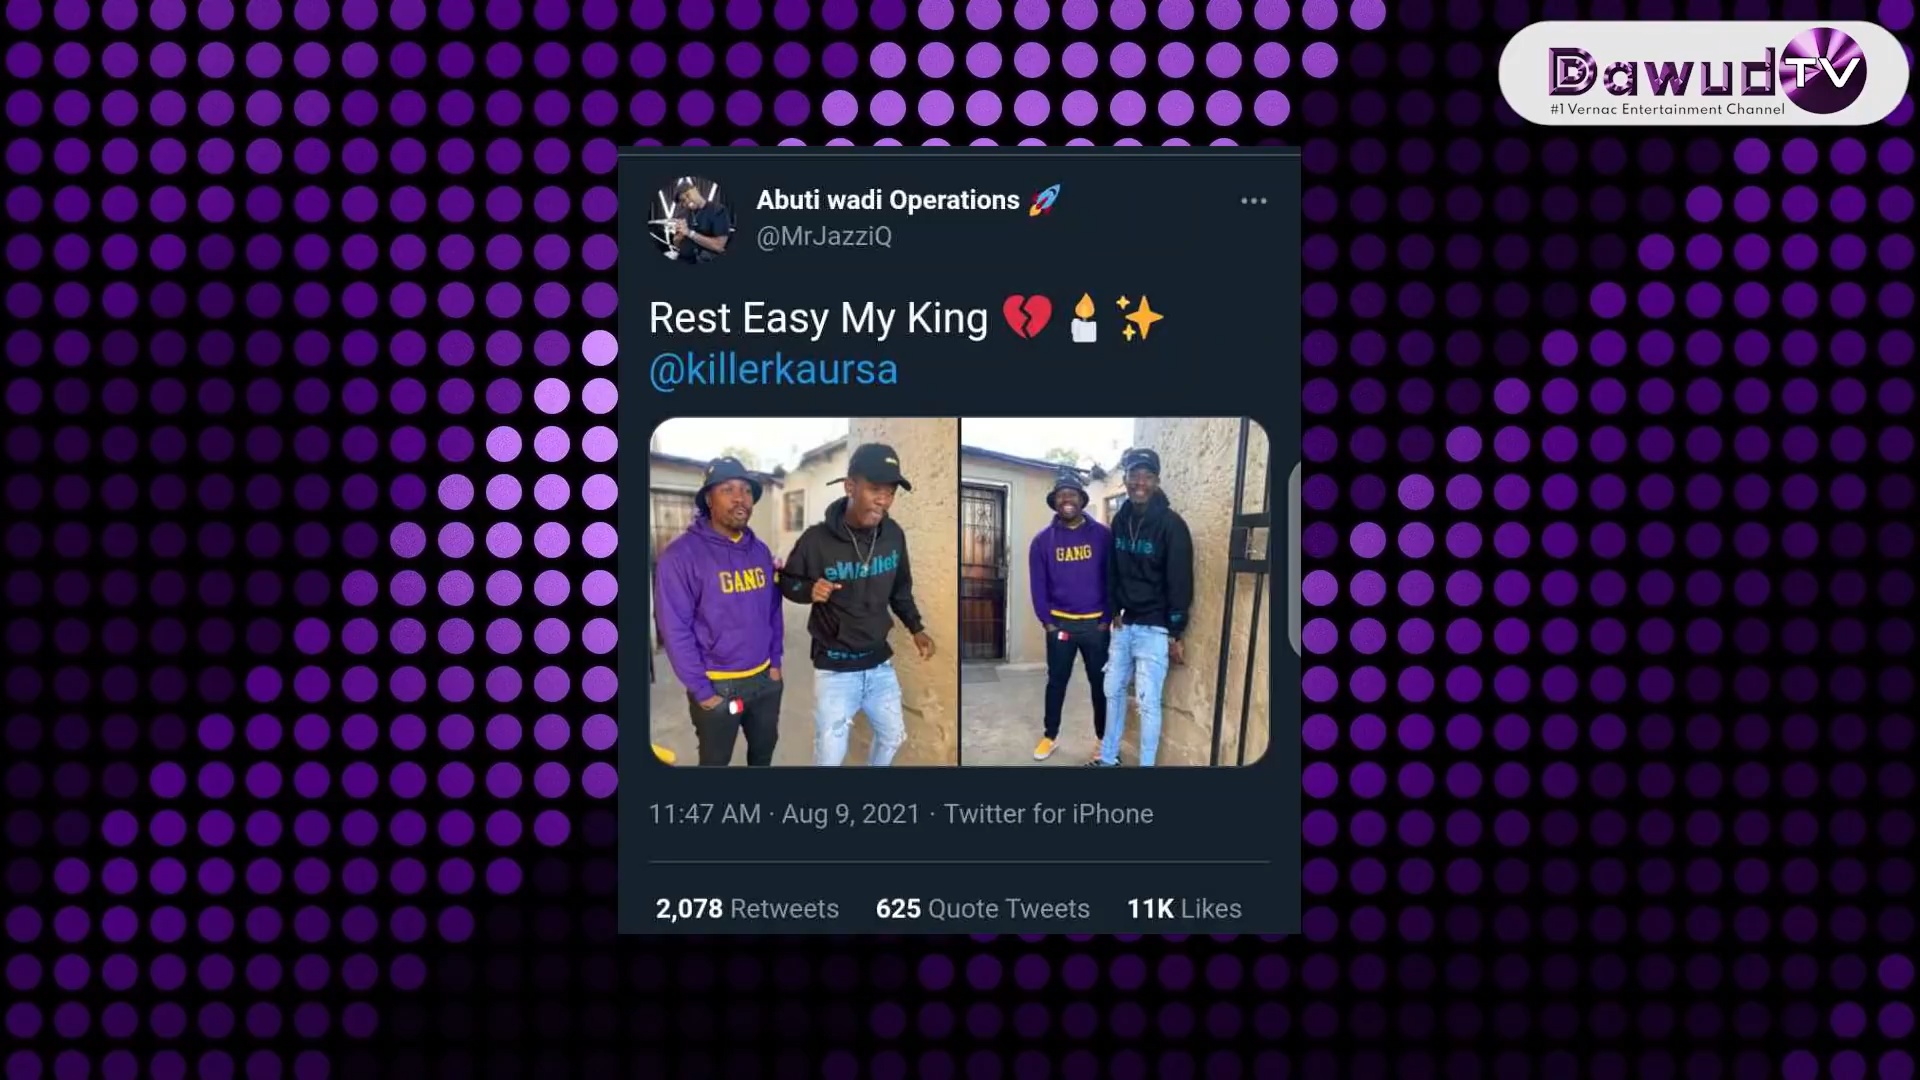 Dawud TV
#1 Vernac Entertainment Channel
Abuti wadi Operations 🚀
@MrJazziQ
Rest Easy My King 💔🕯️✨
@killerkaursa
GANG
eWallet
GANG
11:47 AM · Aug 9, 2021 · Twitter for iPhone
2,078 Retweets 625 Quote Tweets 11K Likes